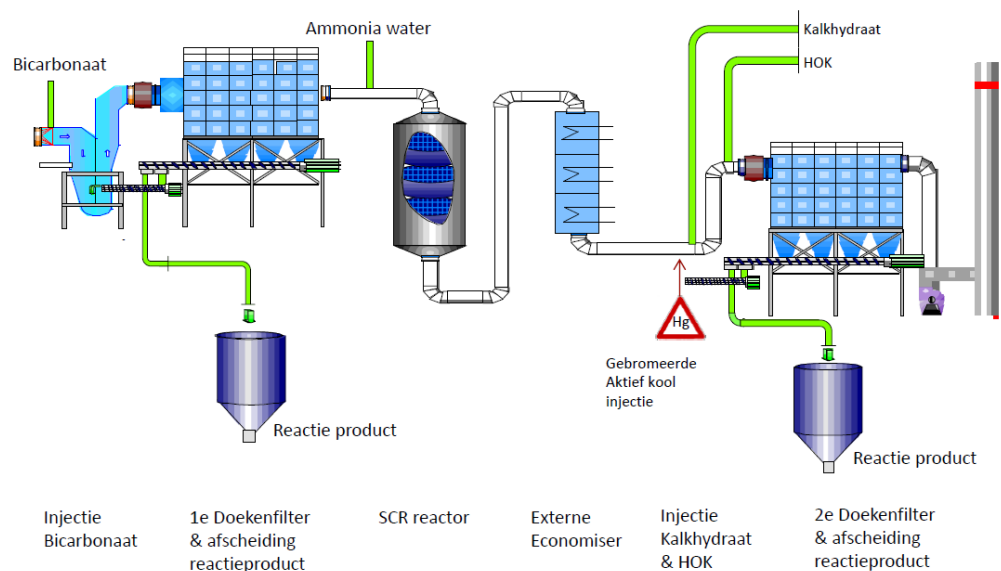 Ammonia water
Kalkhydraat
Bicarbonaat
HOK
Hg
Gebromeerde
Aktief kool
injectie
Reactie product
Reactie product
Injectie
Bicarbonaat
1e Doekenfilter
& afscheiding
reactieproduct
SCR reactor
Externe
Economiser
Injectie
Kalkhydraat
& HOK
2e Doekenfilter
& afscheiding
reactieproduct